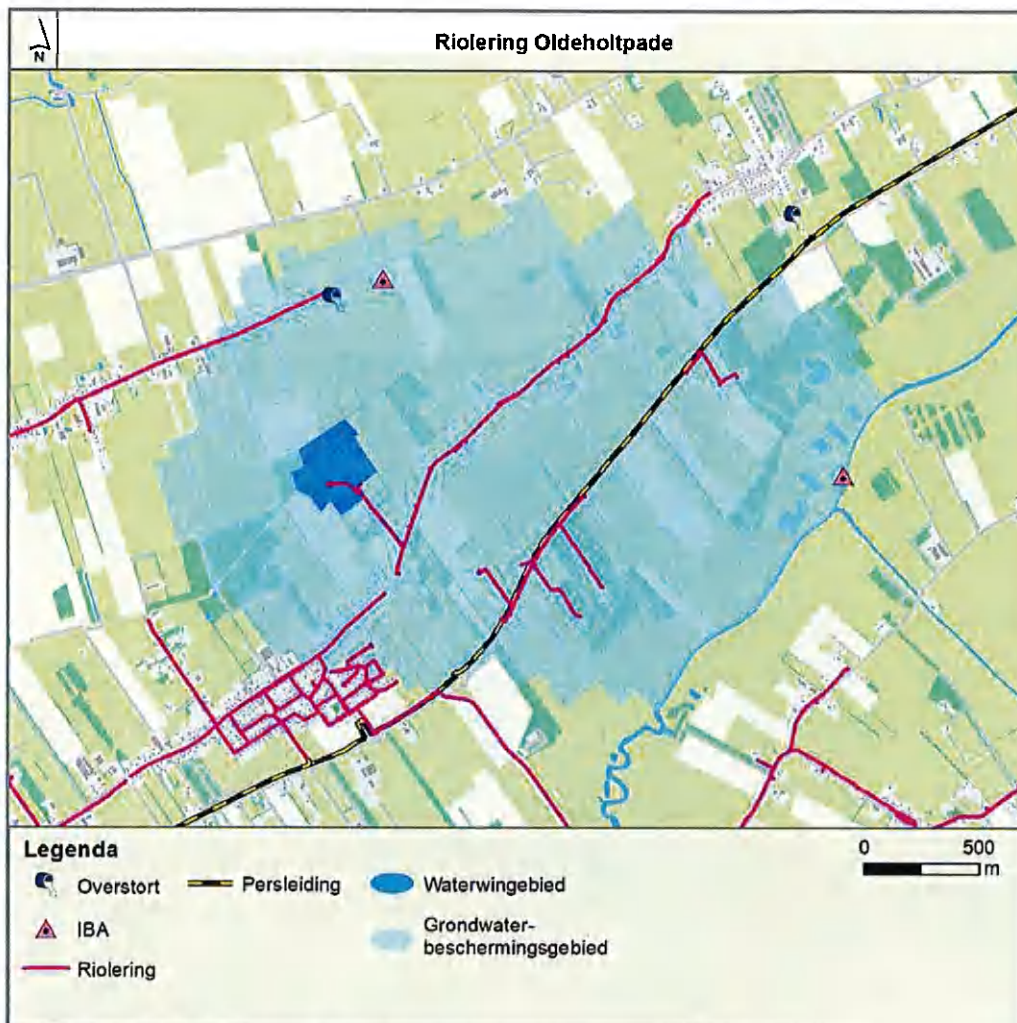 N
Riolering Oldeholtpade
Legenda
Overstort
Persleiding
Waterwingebied
0 500
m
IBA
Grondwater-
beschermingsgebied
Riolering